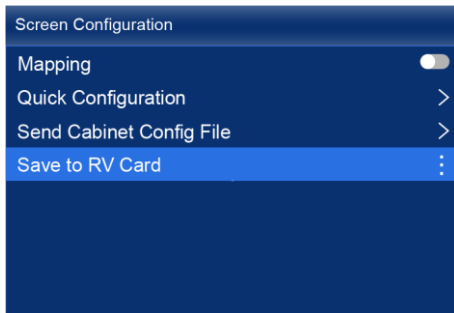 Screen Configuration
Mapping
Quick Configuration
Send Cabinet Config File
Save to RV Card